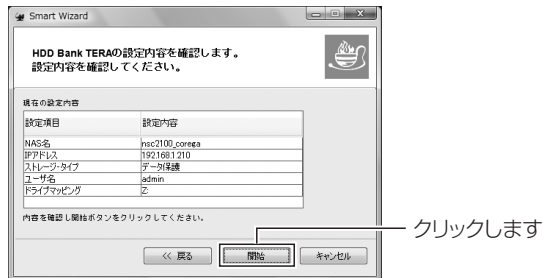 Smart Wizard
HDD Bank TERAの設定内容を確認します。
設定内容を確認してください。
現在の設定内容
設定項目 設定内容
NAS名 nsc2100_corega
IPアドレス 192.168.1.210
ストレージ・タイプ データ保護
ユーザ名 admin
ドライブマッピング Z:
内容を確認し開始ボタンをクリックしてください。
クリックします
<< 戻る 開始 キャンセル